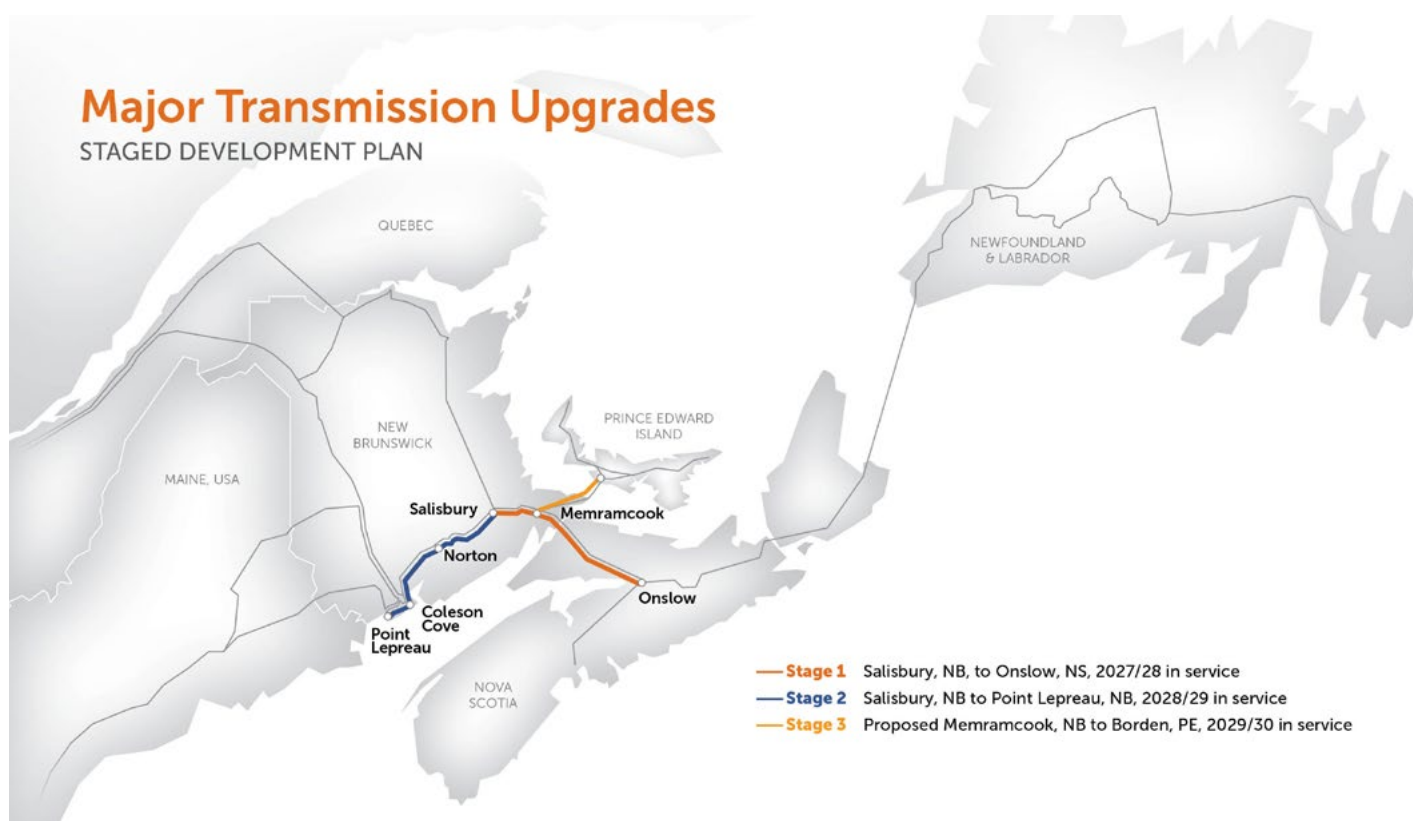 Major Transmission Upgrades
STAGED DEVELOPMENT PLAN
QUEBEC
NEWFOUNDLAND
& LABRADOR
NEW
BRUNSWICK
PRINCE EDWARD
ISLAND
MAINE, USA
Salisbury
Memramcook
Norton
Onslow
Coleson
Cove
Point
Lepreau
NOVA
SCOTIA
Stage 1 Salisbury, NB, to Onslow, NS, 2027/28 in service
Stage 2 Salisbury, NB to Point Lepreau, NB, 2028/29 in service
Stage 3 Proposed Memramcook, NB to Borden, PE, 2029/30 in service